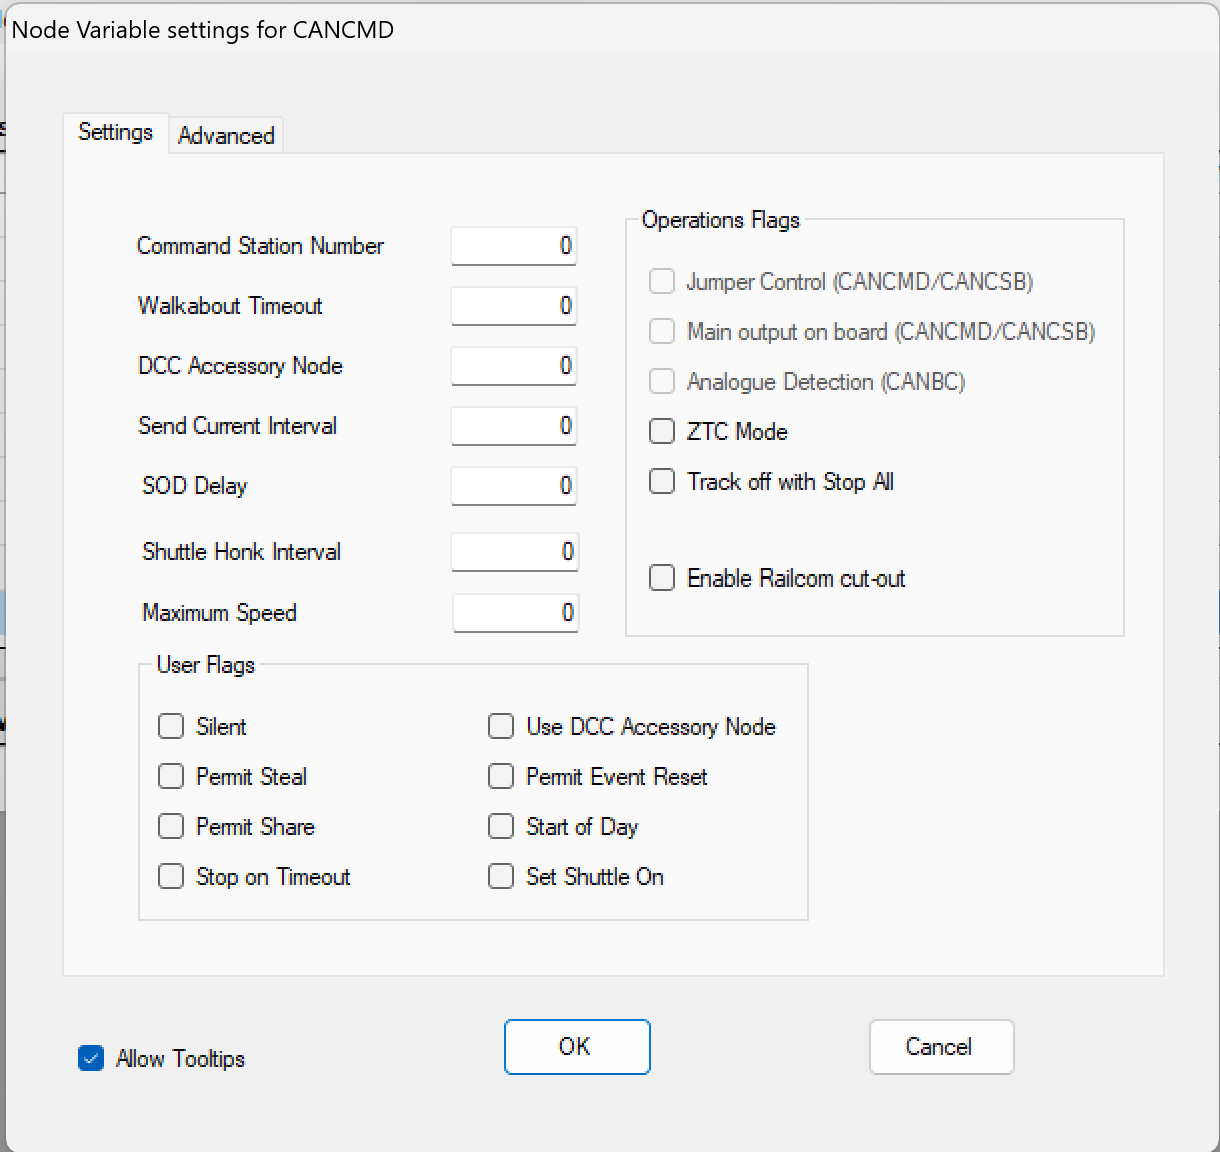 Node Variable settings for CANCMD
Settings
Advanced
Command Station Number 0
Walkabout Timeout 0
DCC Accessory Node 0
Send Current Interval 0
SOD Delay 0
Shuttle Honk Interval 0
Maximum Speed 0
Operations Flags
Jumper Control (CANCMD/CANCSB)
Main output on board (CANCMD/CANCSB)
Analogue Detection (CANBC)
ZTC Mode
Track off with Stop All
Enable Railcom cut-out
User Flags
Silent
Permit Steal
Permit Share
Stop on Timeout
Use DCC Accessory Node
Permit Event Reset
Start of Day
Set Shuttle On
Allow Tooltips
OK
Cancel